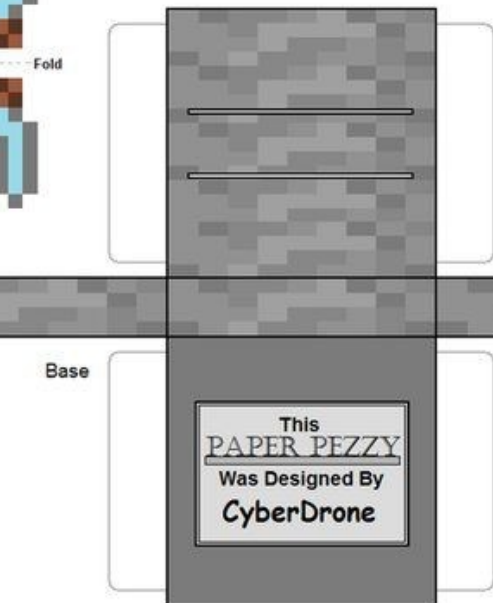 Fold
Base
This
PAPER PEZZY
Was Designed By
CyberDrone